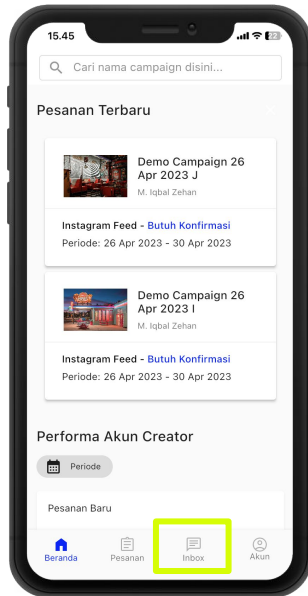 15.45
22
Cari nama campaign disini...
Pesanan Terbaru
Demo Campaign 26
Apr 2023 J
M. Iqbal Zehan
Instagram Feed - Butuh Konfirmasi
Periode: 26 Apr 2023 - 30 Apr 2023
Demo Campaign 26
Apr 2023 I
M. Iqbal Zehan
Instagram Feed - Butuh Konfirmasi
Periode: 26 Apr 2023 - 30 Apr 2023
Performa Akun Creator
Periode
Pesanan Baru
Beranda Pesanan Inbox Akun